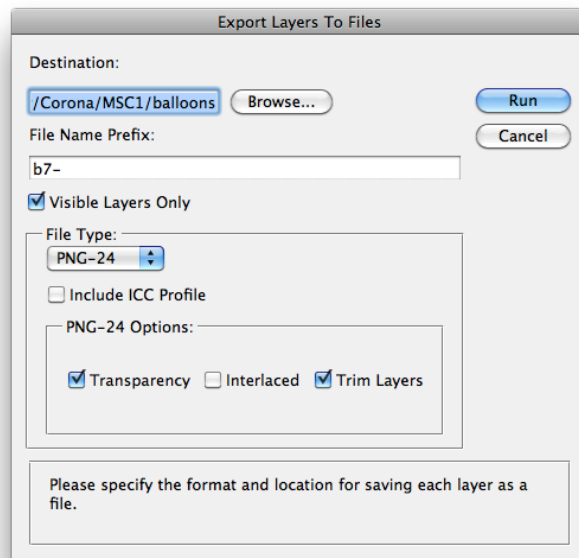 Export Layers To Files
Destination:
/Corona/MSC1/balloons
Browse...
Run
File Name Prefix:
Cancel
b7-
Visible Layers Only
File Type:
PNG-24
Include ICC Profile
PNG-24 Options:
Transparency
Interlaced
Trim Layers
Please specify the format and location for saving each layer as a
file.